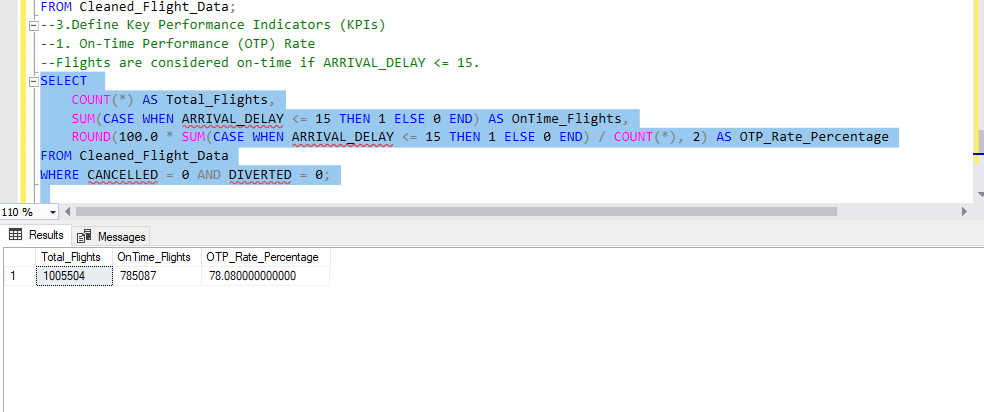 FROM Cleaned_Flight_Data;
--3.Define Key Performance Indicators (KPIs)
--1. On-Time Performance (OTP) Rate
--Flights are considered on-time if ARRIVAL_DELAY <= 15.
SELECT
    COUNT(*) AS Total_Flights,
    SUM(CASE WHEN ARRIVAL_DELAY <= 15 THEN 1 ELSE 0 END) AS OnTime_Flights,
    ROUND(100.0 * SUM(CASE WHEN ARRIVAL_DELAY <= 15 THEN 1 ELSE 0 END) / COUNT(*), 2) AS OTP_Rate_Percentage
FROM Cleaned_Flight_Data
WHERE CANCELLED = 0 AND DIVERTED = 0;
110 %
Results Messages
Total_Flights OnTime_Flights OTP_Rate_Percentage
1 1005504 785087 78.080000000000